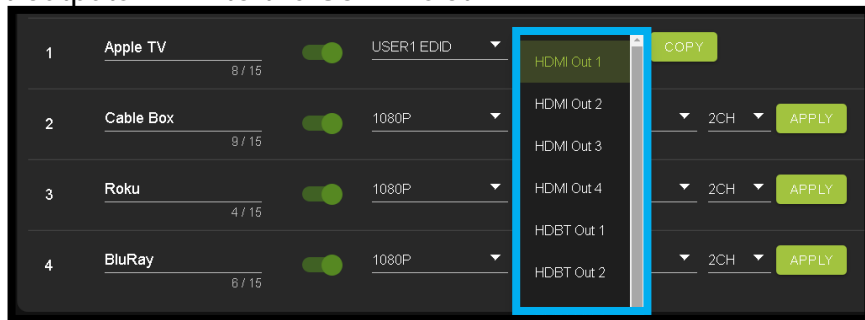 1 Apple TV USER1 EDID HDMI Out 1 COPY
8 / 15
HDMI Out 2
2 Cable Box 1080P 2CH APPLY
9 / 15 HDMI Out 3
3 Roku 1080P HDMI Out 4 2CH APPLY
4 / 15
HDBT Out 1
4 BluRay 1080P HDBT Out 2 2CH APPLY
6 / 15